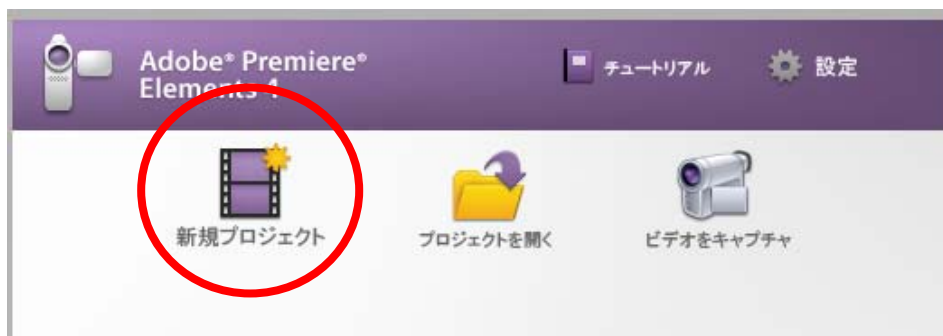 Adobe® Premiere®
Elements 4
チュートリアル
設定
新規プロジェクト
プロジェクトを開く
ビデオをキャプチャ